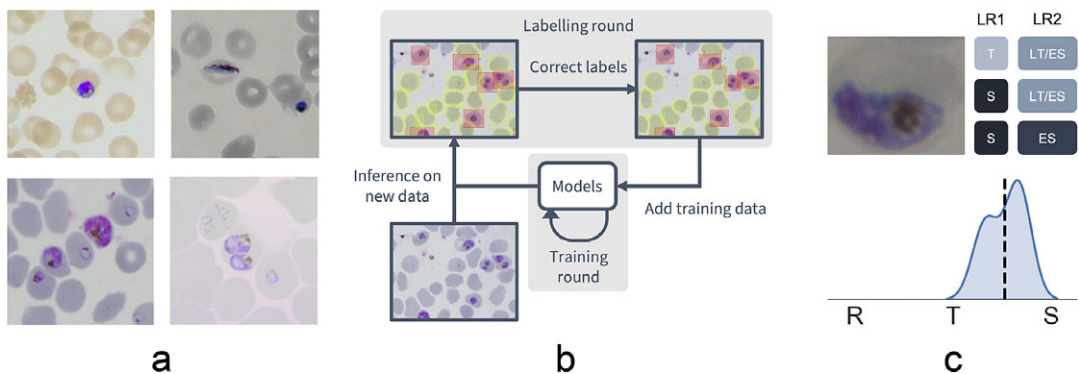 Labelling round
Correct labels
Inference on
new data
Models
Add training data
Training
round
LR1 LR2
T LT/ES
S LT/ES
S ES
R T S
a b c